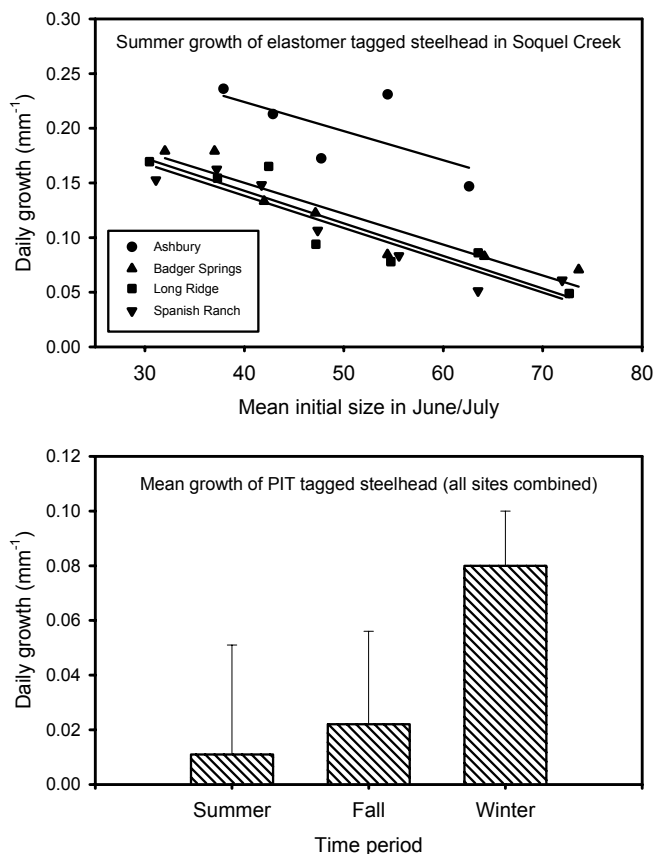 0.30
Summer growth of elastomer tagged steelhead in Soquel Creek
0.25
0.20
0.15
0.10
0.05
0.00
Daily growth (mm⁻¹)
Ashbury
Badger Springs
Long Ridge
Spanish Ranch
30 40 50 60 70 80
Mean initial size in June/July
0.12
Mean growth of PIT tagged steelhead (all sites combined)
0.10
0.08
0.06
0.04
0.02
0.00
Daily growth (mm⁻¹)
Summer Fall Winter
Time period